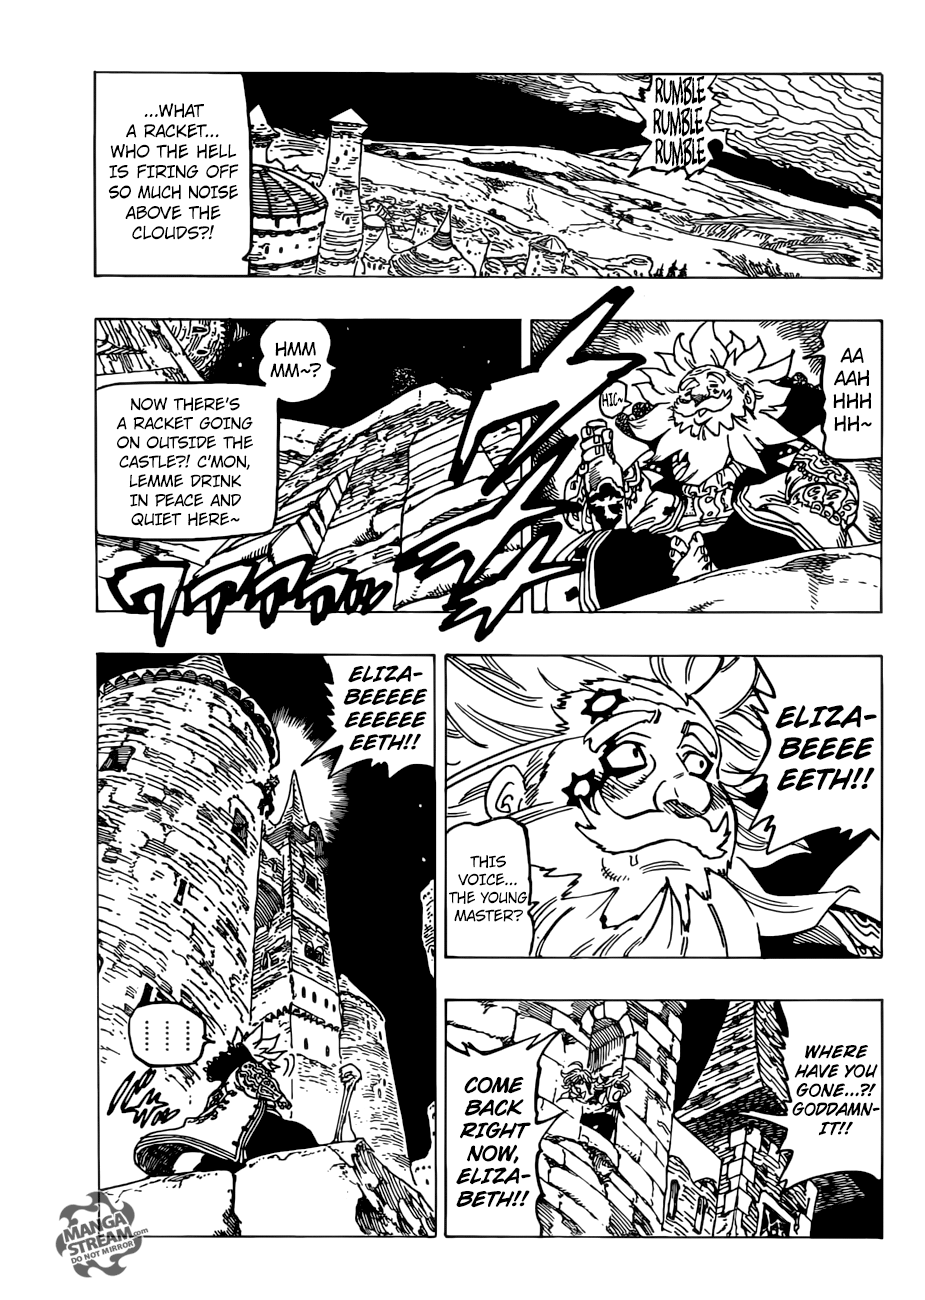 RUMBLE
RUMBLE
RUMBLE
...WHAT
A RACKET...
WHO THE HELL
IS FIRING OFF
SO MUCH NOISE
ABOVE THE
CLOUDS?!
AA
AAH
HHH
HH~
HIC~
HMM
MM~?
NOW THERE'S
A RACKET GOING
ON OUTSIDE THE
CASTLE?! C'MON,
LEMME DRINK
IN PEACE AND
QUIET HERE~
ELIZA-
BEEEE
EETH!!
THIS
VOICE...
THE YOUNG
MASTER?
ELIZA-
BEEEEE
EEEEEE
EETH!!
WHERE
HAVE YOU
GONE...?!
GODDAMN-
IT!!
COME
BACK
RIGHT
NOW,
ELIZA-
BETH!!
MANGA
STREAM.com
DO NOT MIRROR